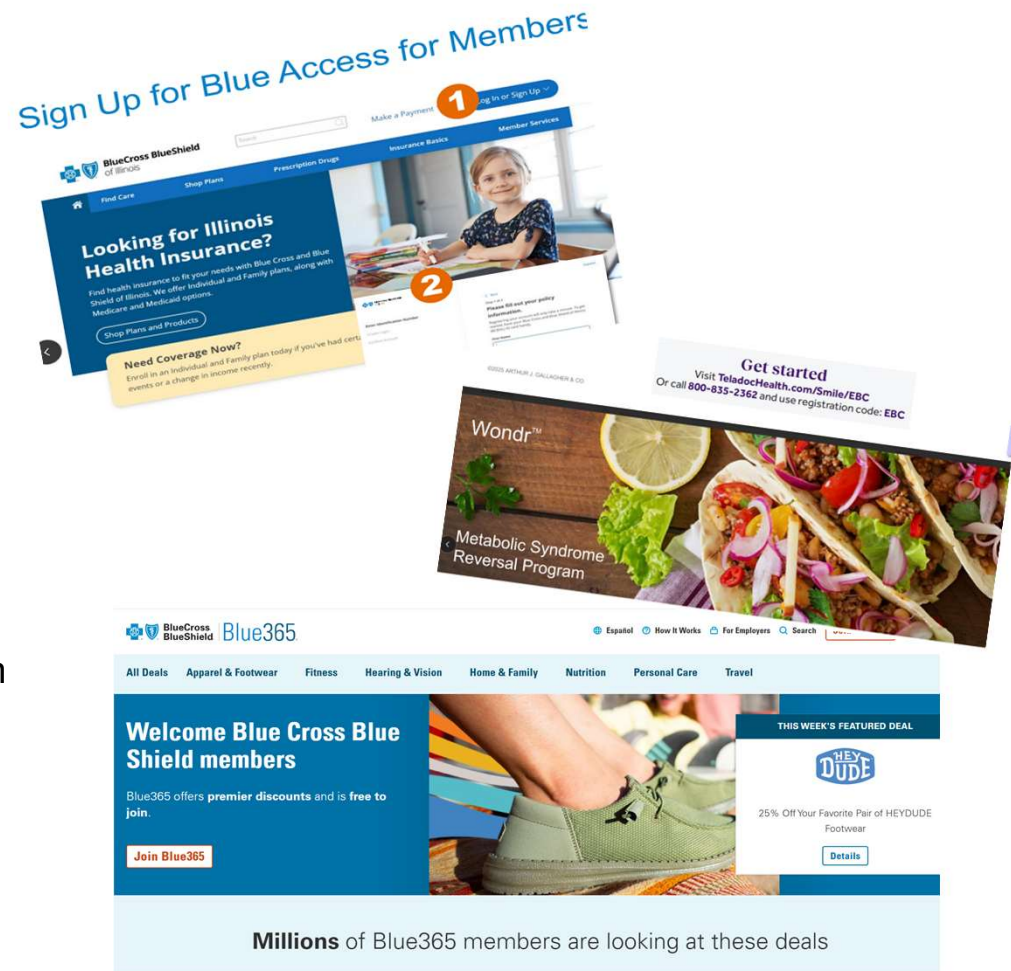 Sign Up for Blue Access for Members
Make a Payment
1
Log In or Sign Up
Search
BlueCross BlueShield
of Illinois
Find Care
Shop Plans
Prescription Drugs
Insurance Basics
Member Services
Looking for Illinois
Health Insurance?
Find health insurance to fit your needs with Blue Cross and Blue
Shield of Illinois. We offer Individual and Family plans, along with
Medicare and Medicaid options.
Shop Plans and Products
2
Please fill out your policy
information.
Need Coverage Now?
Enroll in an Individual and Family plan today if you've had
events or a change in income recently.
©2025 ARTHUR J. GALLAGHER & CO
Get started
Visit TeladocHealth.com/Smile/EBC
Or call 800-835-2362 and use registration code: EBC
Wondr™
Metabolic Syndrome
Reversal Program
BlueCross
BlueShield
Blue365
Español
How It Works
For Employers
Search
All Deals
Apparel & Footwear
Fitness
Hearing & Vision
Home & Family
Nutrition
Personal Care
Travel
Welcome Blue Cross Blue
Shield members
Blue365 offers premier discounts and is free to
join.
Join Blue365
THIS WEEK'S FEATURED DEAL
HEY
DUDE
25% Off Your Favorite Pair of HEYDUDE
Footwear
Details
Millions of Blue365 members are looking at these deals